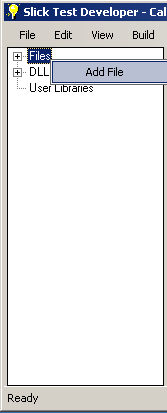 Slick Test Developer - Cal
File Edit View Build
Files
Add File
DLL
User Libraries
Ready